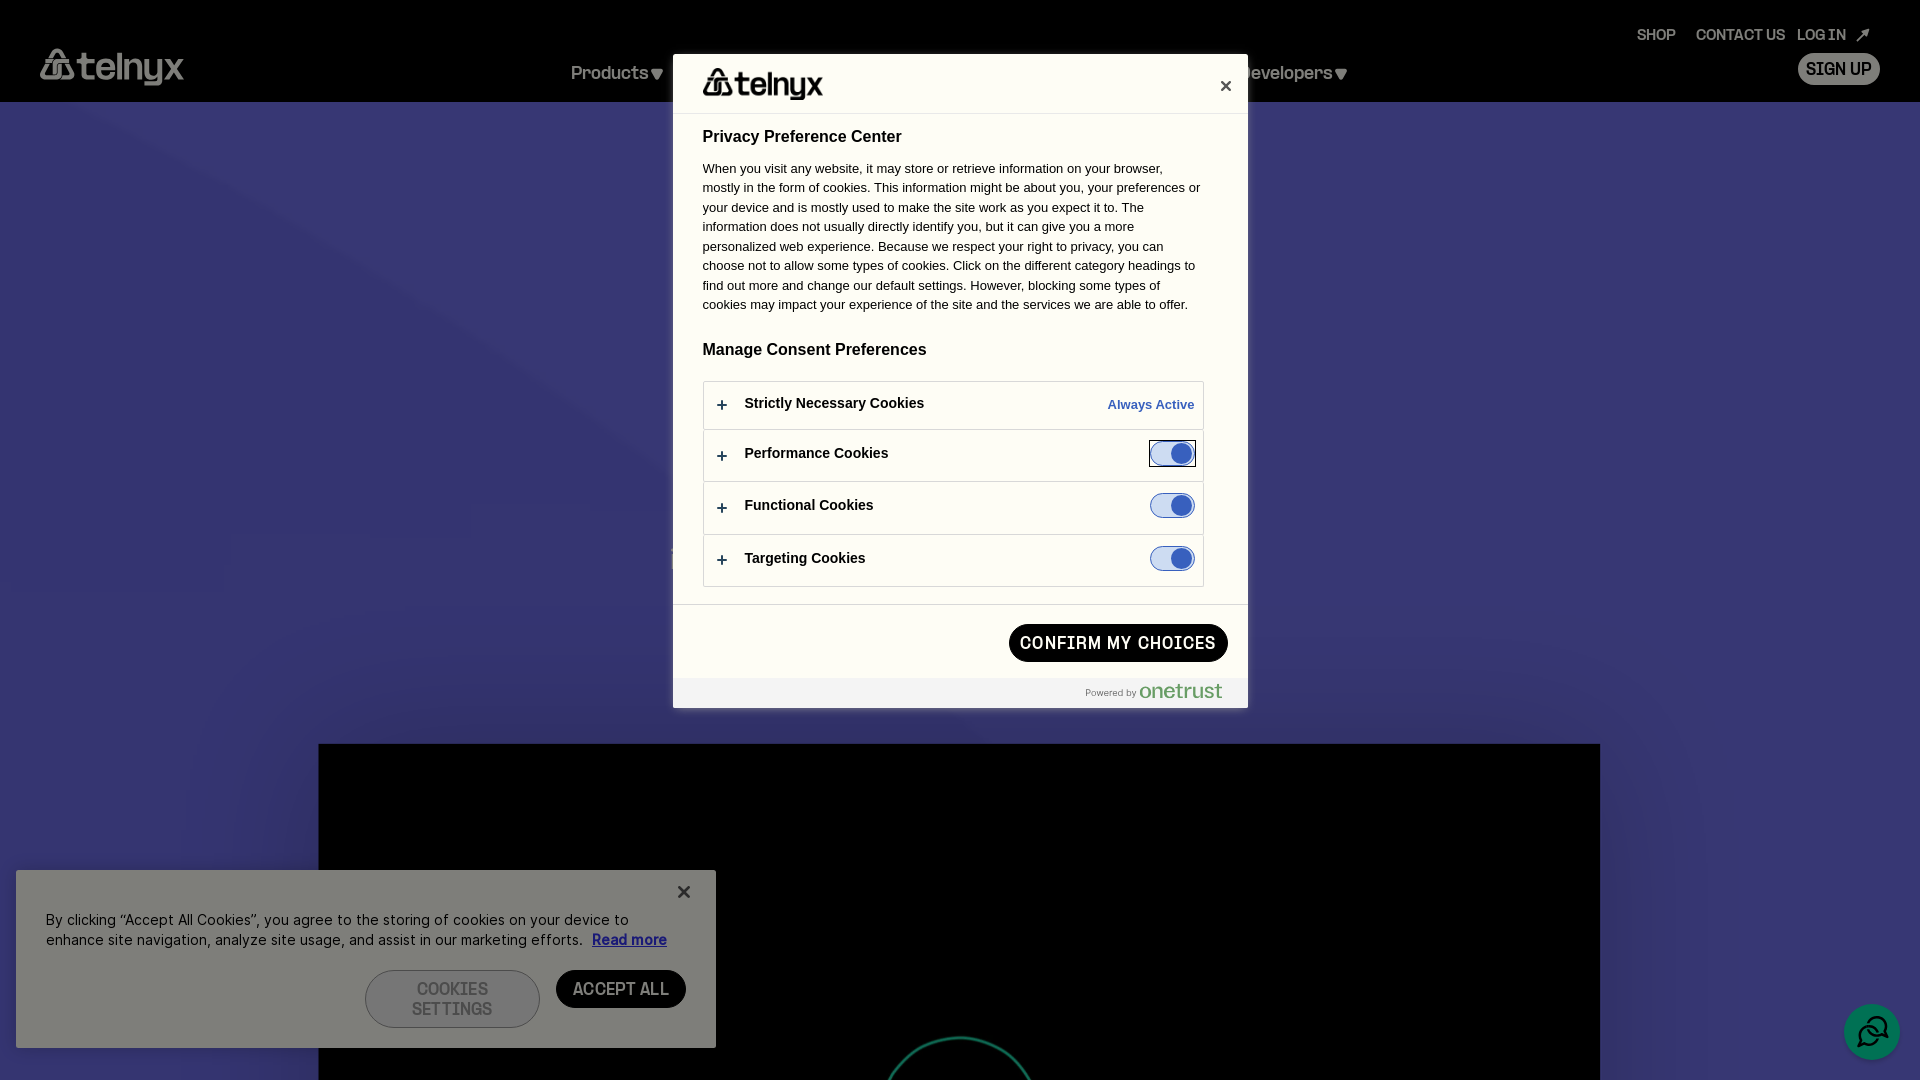 SHOP CONTACT US LOG IN
telnyx
Products
Developers
SIGN UP
telnyx
Privacy Preference Center
When you visit any website, it may store or retrieve information on your browser,
mostly in the form of cookies. This information might be about you, your preferences or
your device and is mostly used to make the site work as you expect it to. The
information does not usually directly identify you, but it can give you a more
personalized web experience. Because we respect your right to privacy, you can
choose not to allow some types of cookies. Click on the different category headings to
find out more and change our default settings. However, blocking some types of
cookies may impact your experience of the site and the services we are able to offer.
Manage Consent Preferences
Strictly Necessary Cookies Always Active
Performance Cookies
Functional Cookies
Targeting Cookies
CONFIRM MY CHOICES
Powered by onetrust
By clicking “Accept All Cookies”, you agree to the storing of cookies on your device to
enhance site navigation, analyze site usage, and assist in our marketing efforts. Read more
COOKIES
SETTINGS
ACCEPT ALL